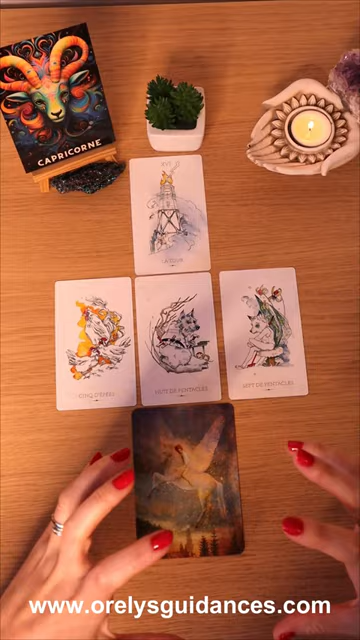 CAPRICORNE
XVI
LA TOUR
CINQ D'ÉPÉES
HUIT DE PENTACLES
SEPT DE PENTACLES
www.orelysguidances.com